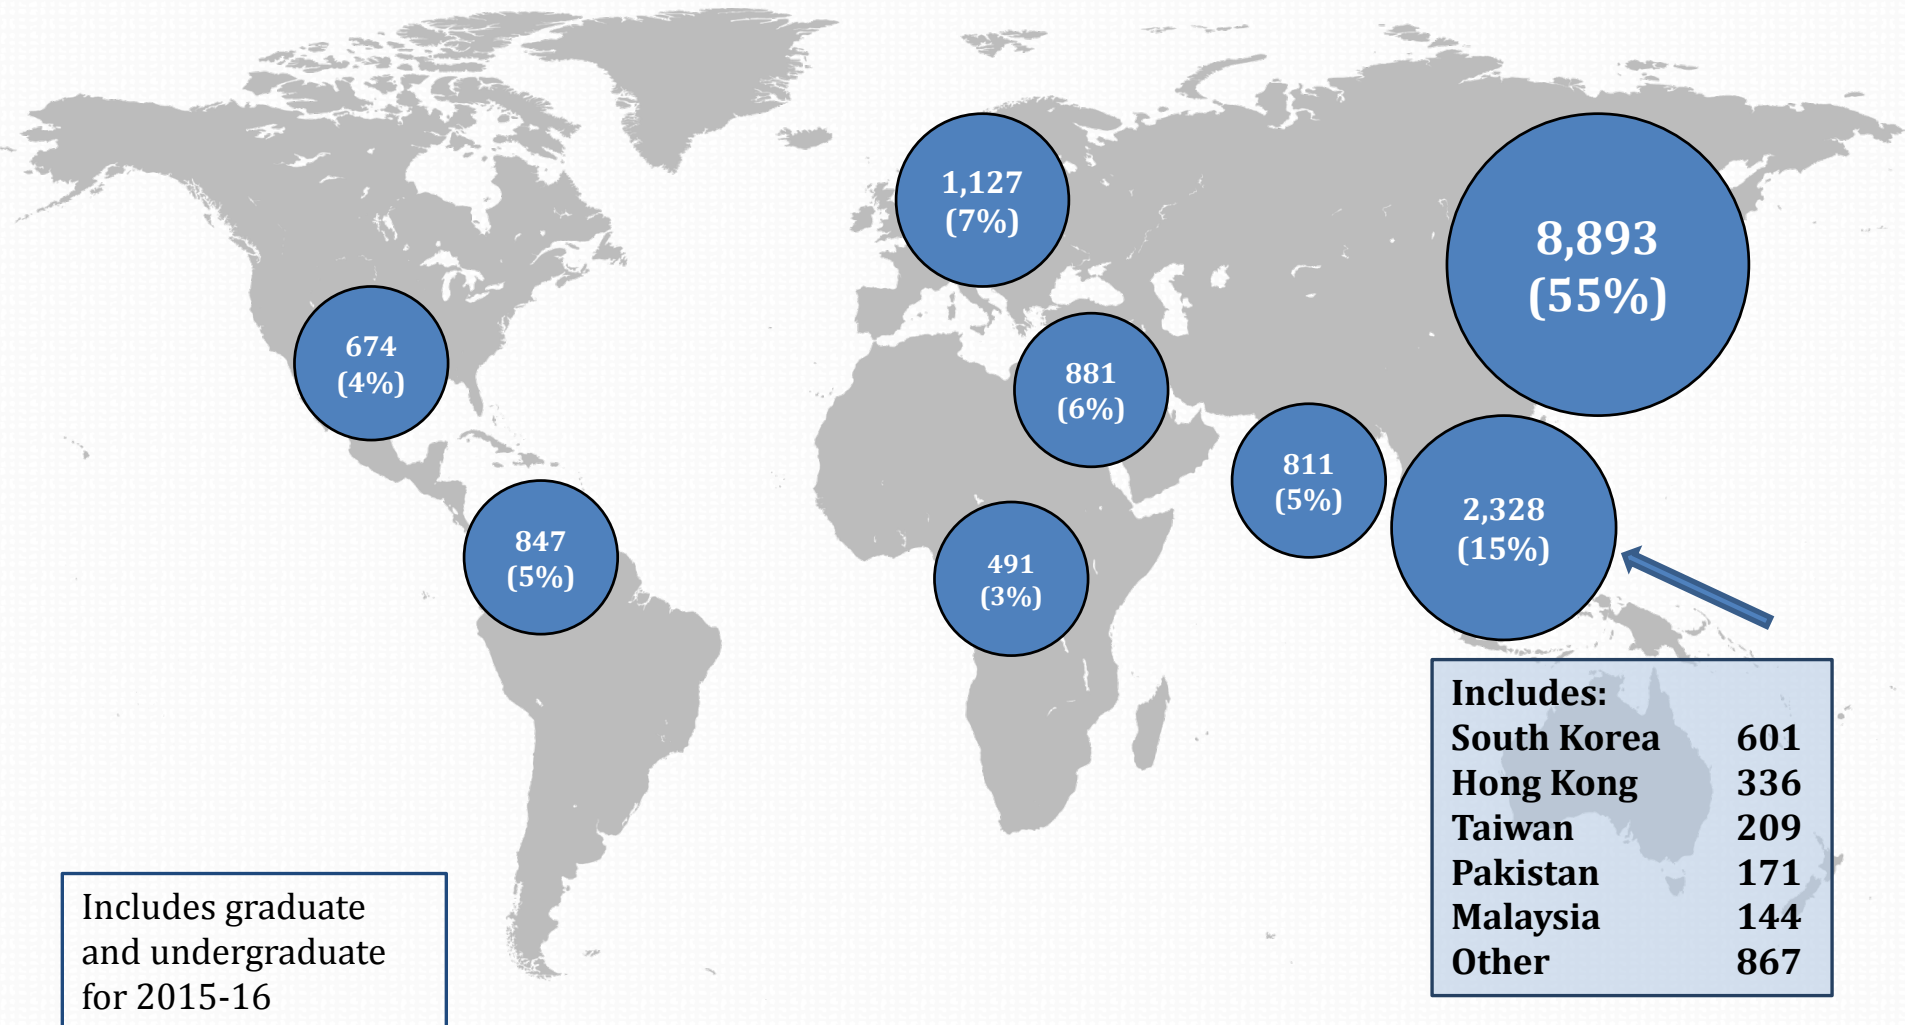 1,127
(7%)
8,893
(55%)
674
(4%)
881
(6%)
811
(5%)
2,328
(15%)
847
(5%)
491
(3%)
Includes:
South Korea 601
Hong Kong 336
Taiwan 209
Pakistan 171
Malaysia 144
Other 867
Includes graduate
and undergraduate
for 2015-16